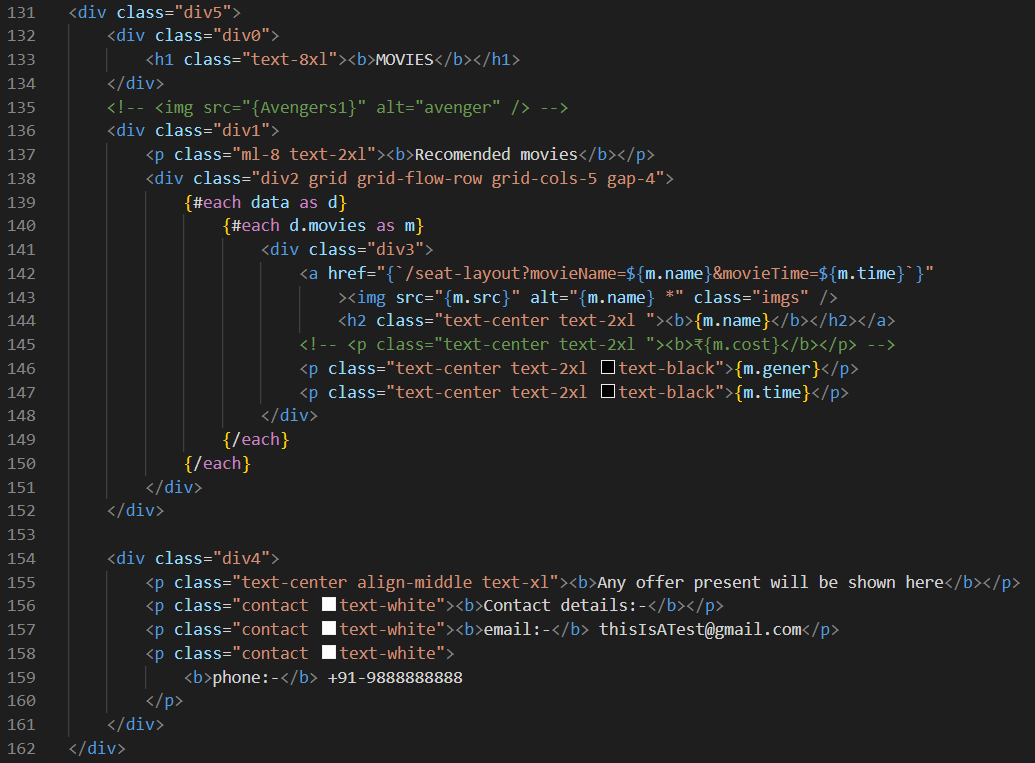 131 <div class="div5">
132 <div class="div0">
133 <h1 class="text-8xl"><b>MOVIES</b></h1>
134 </div>
135 <!-- <img src="{Avengers1}" alt="avenger" /> -->
136 <div class="div1">
137 <p class="ml-8 text-2xl"><b>Recomended movies</b></p>
138 <div class="div2 grid grid-flow-row grid-cols-5 gap-4">
139 {#each data as d}
140 {#each d.movies as m}
141 <div class="div3">
142 <a href="{`/seat-layout?movieName=${m.name}&movieTime=${m.time}`}"
143 ><img src="{m.src}" alt="{m.name} *" class="imgs" />
144 <h2 class="text-center text-2xl "><b>{m.name}</b></h2></a>
145 <!-- <p class="text-center text-2xl "><b>₹{m.cost}</b></p> -->
146 <p class="text-center text-2xl text-black">{m.gener}</p>
147 <p class="text-center text-2xl text-black">{m.time}</p>
148 </div>
149 {/each}
150 {/each}
151 </div>
152 </div>
153
154 <div class="div4">
155 <p class="text-center align-middle text-xl"><b>Any offer present will be shown here</b></p>
156 <p class="contact text-white"><b>Contact details:-</b></p>
157 <p class="contact text-white"><b>email:-</b> thisIsATest@gmail.com</p>
158 <p class="contact text-white">
159 <b>phone:-</b> +91-9888888888
160 </p>
161 </div>
162 </div>